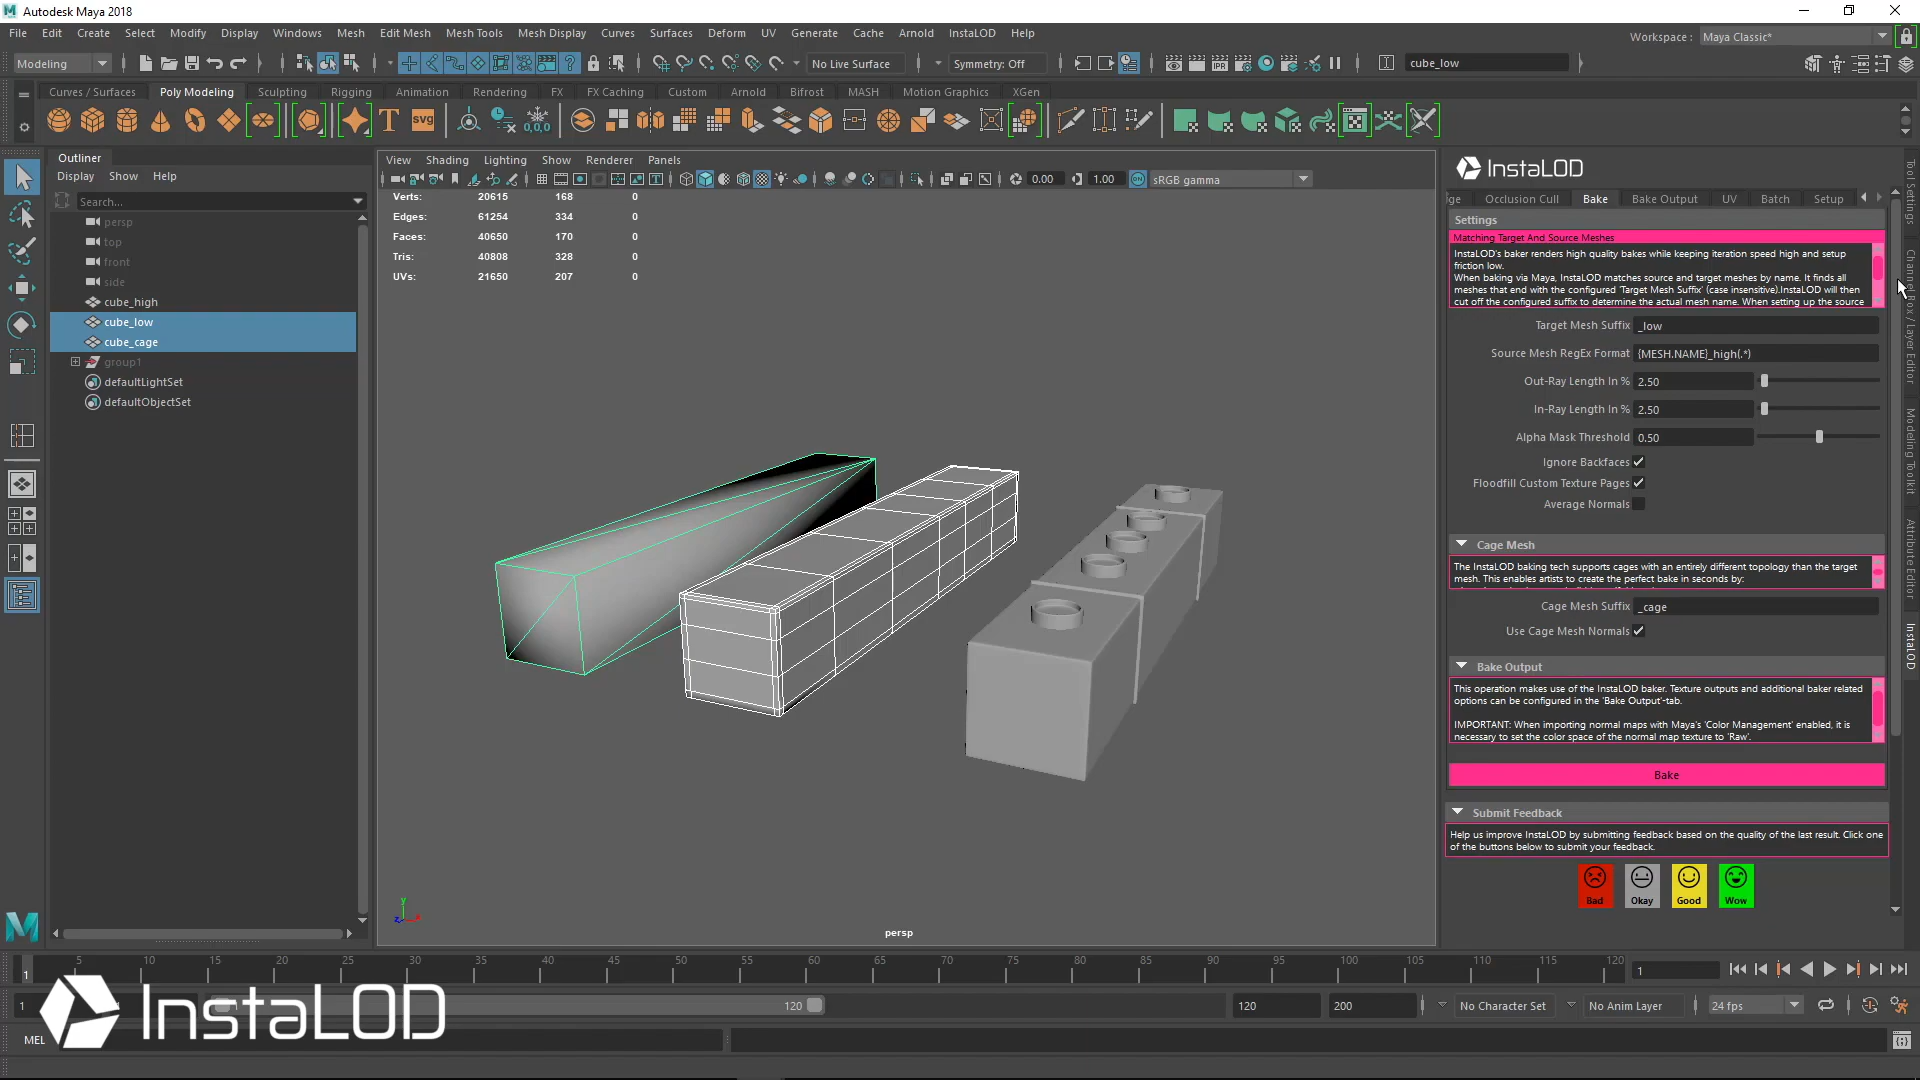 Autodesk Maya 2018
File Edit Create Select Modify Display Windows Mesh Edit Mesh Mesh Tools Mesh Display Curves Surfaces Deform UV Generate Cache Arnold InstaLOD Help
Workspace : Maya Classic*
Modeling
No Live Surface
Symmetry: Off
cube_low
Curves / Surfaces Poly Modeling Sculpting Rigging Animation Rendering FX FX Caching Custom Arnold Bifrost MASH Motion Graphics XGen
Outliner
Display Show Help
Search...
persp
top
front
side
cube_high
cube_low
cube_cage
group1
defaultLightSet
defaultObjectSet
View Shading Lighting Show Renderer Panels
0.00 1.00 sRGB gamma
Verts: 20615 168 0
Edges: 61254 334 0
Faces: 40650 170 0
Tris: 40808 328 0
UVs: 21650 207 0
persp
InstaLOD
ge Occlusion Cull Bake Bake Output UV Batch Setup
Settings
Matching Target And Source Meshes
InstaLOD's baker renders high quality bakes while keeping iteration speed high and setup
friction low.
When baking via Maya, InstaLOD matches source and target meshes by name. It finds all
meshes that end with the configured 'Target Mesh Suffix' (case insensitive).InstaLOD will then
cut off the configured suffix to determine the actual mesh name. When setting up the source
Target Mesh Suffix _low
Source Mesh RegEx Format {MESH.NAME}_high(.*)
Out-Ray Length In % 2.50
In-Ray Length In % 2.50
Alpha Mask Threshold 0.50
Ignore Backfaces
Floodfill Custom Texture Pages
Average Normals
Cage Mesh
The InstaLOD baking tech supports cages with an entirely different topology than the target
mesh. This enables artists to create the perfect bake in seconds by:
Cage Mesh Suffix _cage
Use Cage Mesh Normals
Bake Output
This operation makes use of the InstaLOD baker. Texture outputs and additional baker related
options can be configured in the 'Bake Output'-tab.
IMPORTANT: When importing normal maps with Maya's 'Color Management' enabled, it is
necessary to set the color space of the normal map texture to 'Raw'.
Bake
Submit Feedback
Help us improve InstaLOD by submitting feedback based on the quality of the last result. Click one
of the buttons below to submit your feedback.
Bad Okay Good Wow
Tool Settings
Channel Box / Layer Editor
Modeling Toolkit
Attribute Editor
InstaLOD
1 5 10 15 20 25 30 35 40 45 50 55 60 65 70 75 80 85 90 95 100 105 110 115 120
1
1 120 120 200 No Character Set No Anim Layer 24 fps
InstaLOD
MEL